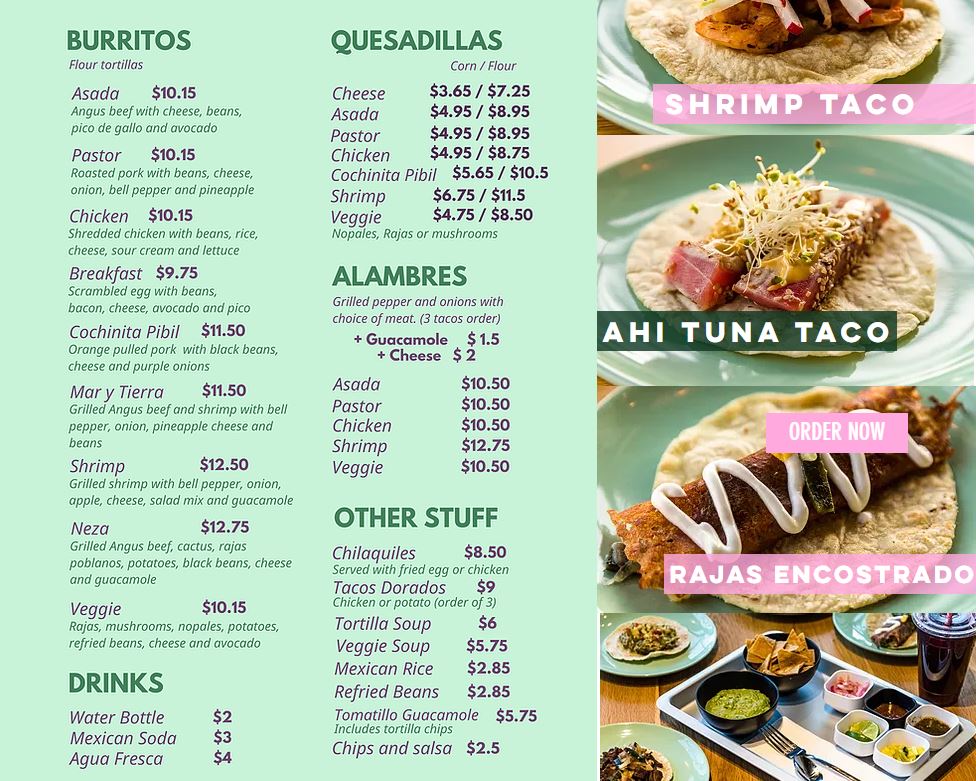 BURRITOS
Flour tortillas
Asada $10.15
Angus beef with cheese, beans,
pico de gallo and avocado
Pastor $10.15
Roasted pork with beans, cheese,
onion, bell pepper and pineapple
Chicken $10.15
Shredded chicken with beans, rice,
cheese, sour cream and lettuce
Breakfast $9.75
Scrambled egg with beans,
bacon, cheese, avocado and pico
Cochinita Pibil $11.50
Orange pulled pork with black beans,
cheese and purple onions
Mar y Tierra $11.50
Grilled Angus beef and shrimp with bell
pepper, onion, pineapple cheese and
beans
Shrimp $12.50
Grilled shrimp with bell pepper, onion,
apple, cheese, salad mix and guacamole
Neza $12.75
Grilled Angus beef, cactus, rajas
poblanos, potatoes, black beans, cheese
and guacamole
Veggie $10.15
Rajas, mushrooms, nopales, potatoes,
refried beans, cheese and avocado
DRINKS
Water Bottle $2
Mexican Soda $3
Agua Fresca $4
QUESADILLAS
Corn / Flour
Cheese $3.65 / $7.25
Asada $4.95 / $8.95
Pastor $4.95 / $8.95
Chicken $4.95 / $8.75
Cochinita Pibil $5.65 / $10.5
Shrimp $6.75 / $11.5
Veggie $4.75 / $8.50
Nopales, Rajas or mushrooms
ALAMBRES
Grilled pepper and onions with
choice of meat. (3 tacos order)
+ Guacamole $ 1.5
+ Cheese $ 2
Asada $10.50
Pastor $10.50
Chicken $10.50
Shrimp $12.75
Veggie $10.50
OTHER STUFF
Chilaquiles $8.50
Served with fried egg or chicken
Tacos Dorados $9
Chicken or potato (order of 3)
Tortilla Soup $6
Veggie Soup $5.75
Mexican Rice $2.85
Refried Beans $2.85
Tomatillo Guacamole $5.75
Includes tortilla chips
Chips and salsa $2.5
SHRIMP TACO
AHI TUNA TACO
ORDER NOW
RAJAS ENCOSTRADO